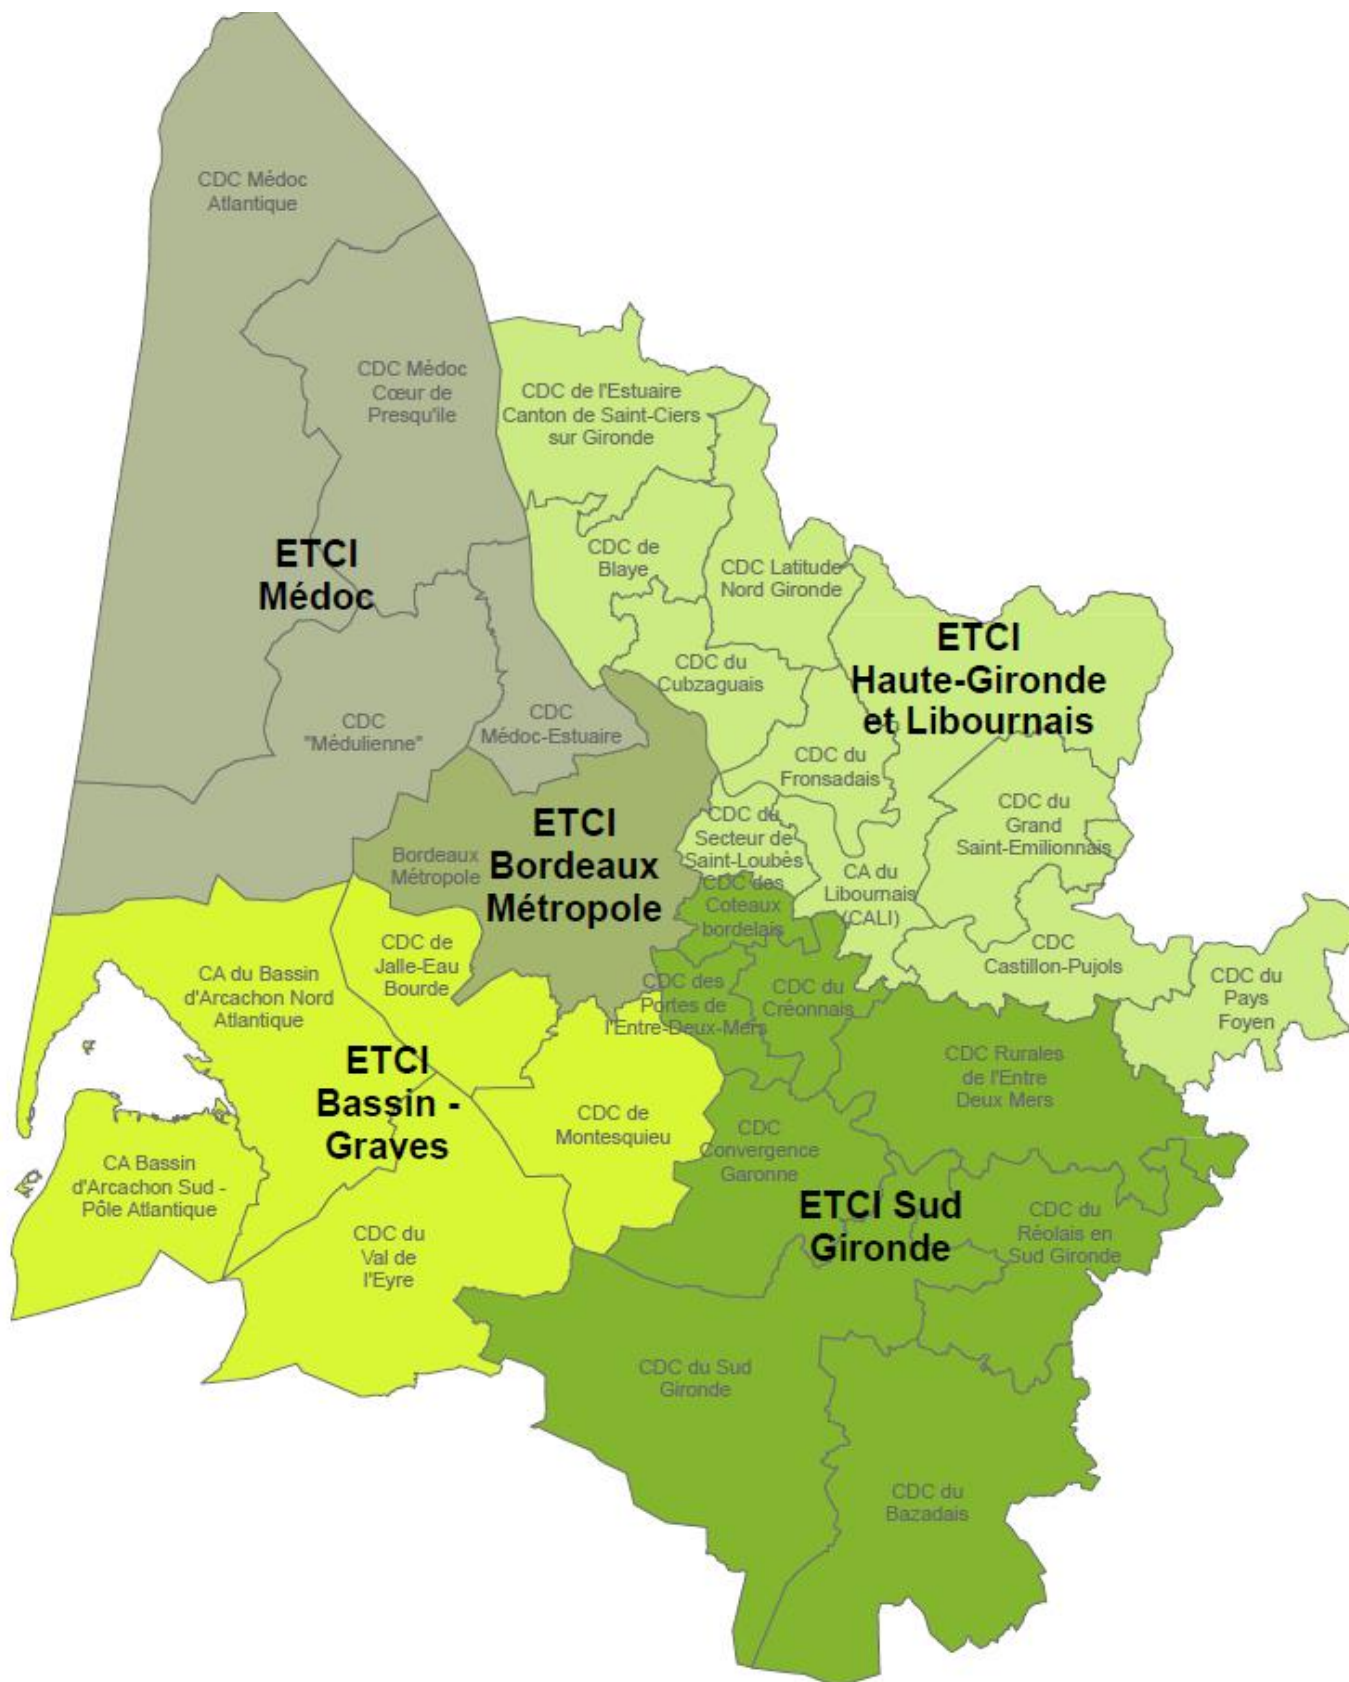 CDC Médoc
Atlantique
CDC Médoc
Cœur de
Presqu'ile
CDC de l'Estuaire
Canton de Saint-Ciers
sur Gironde
ETCI
Médoc
CDC de
Blaye
CDC Latitude
Nord Gironde
ETCI
Haute-Gironde
et Libournais
CDC du
Cubzaguais
CDC
"Médulienne"
CDC
Médoc-Estuaire
CDC du
Fronsadais
CDC du
Grand
Saint-Emilionnais
CDC du
Secteur de
Saint-Loubès
ETCI
Bordeaux
Métropole
Bordeaux
Métropole
CA du
Libournais
(CALI)
CDC des
Coteaux
bordelais
CDC de
Jalle-Eau
Bourde
CDC
Castillon-Pujols
CA du Bassin
d'Arcachon Nord
Atlantique
CDC des
Portes de
l'Entre-Deux-Mers
CDC du
Créonnais
CDC du
Pays
Foyen
ETCI
Bassin -
Graves
CDC Rurales
de l'Entre
Deux Mers
CDC de
Montesquieu
CDC
Convergence
Garonne
CA Bassin
d'Arcachon Sud -
Pôle Atlantique
ETCI Sud
Gironde
CDC du
Réolais en
Sud Gironde
CDC du
Val de
l'Eyre
CDC du Sud
Gironde
CDC du
Bazadais